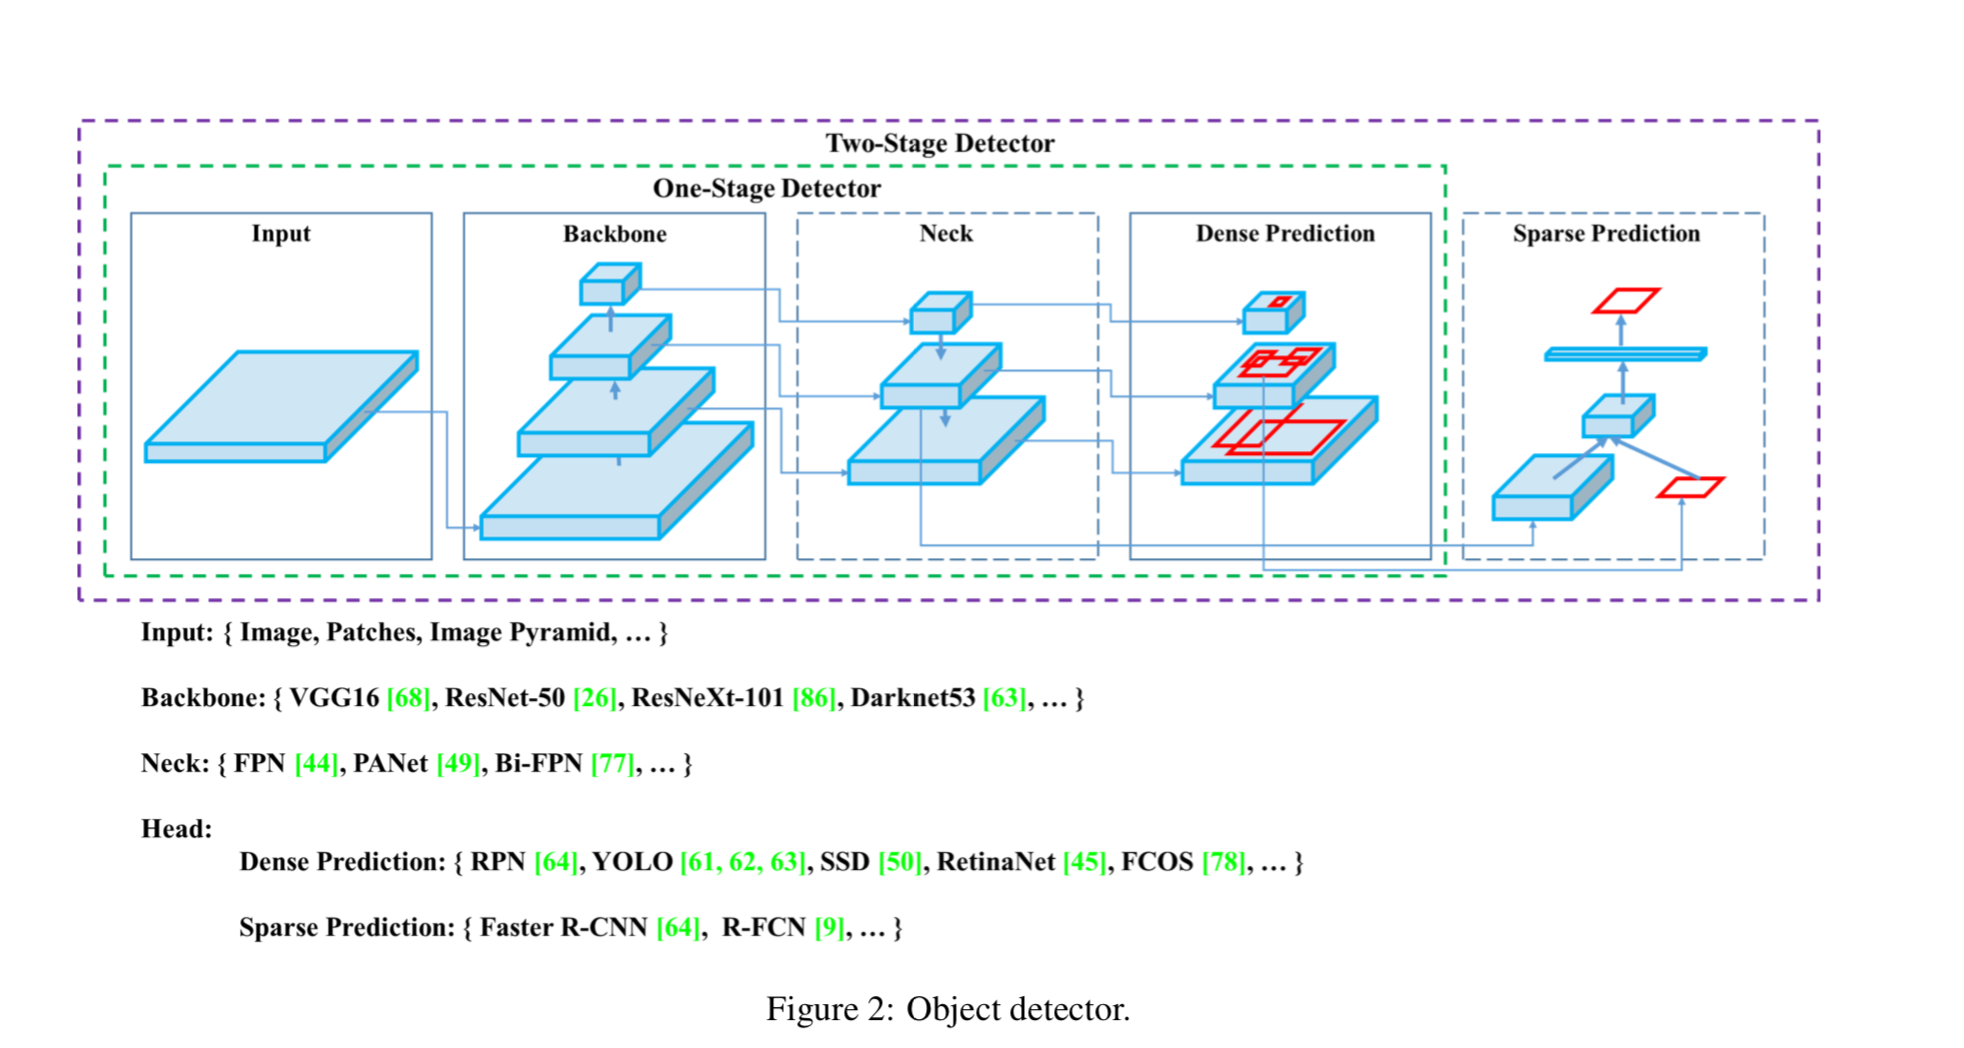 Two-Stage Detector
One-Stage Detector
Input
Backbone
Neck
Dense Prediction
Sparse Prediction
Input: { Image, Patches, Image Pyramid, … }
Backbone: { VGG16 [68], ResNet-50 [26], ResNeXt-101 [86], Darknet53 [63], … }
Neck: { FPN [44], PANet [49], Bi-FPN [77], … }
Head:
Dense Prediction: { RPN [64], YOLO [61, 62, 63], SSD [50], RetinaNet [45], FCOS [78], … }
Sparse Prediction: { Faster R-CNN [64], R-FCN [9], … }
Figure 2: Object detector.